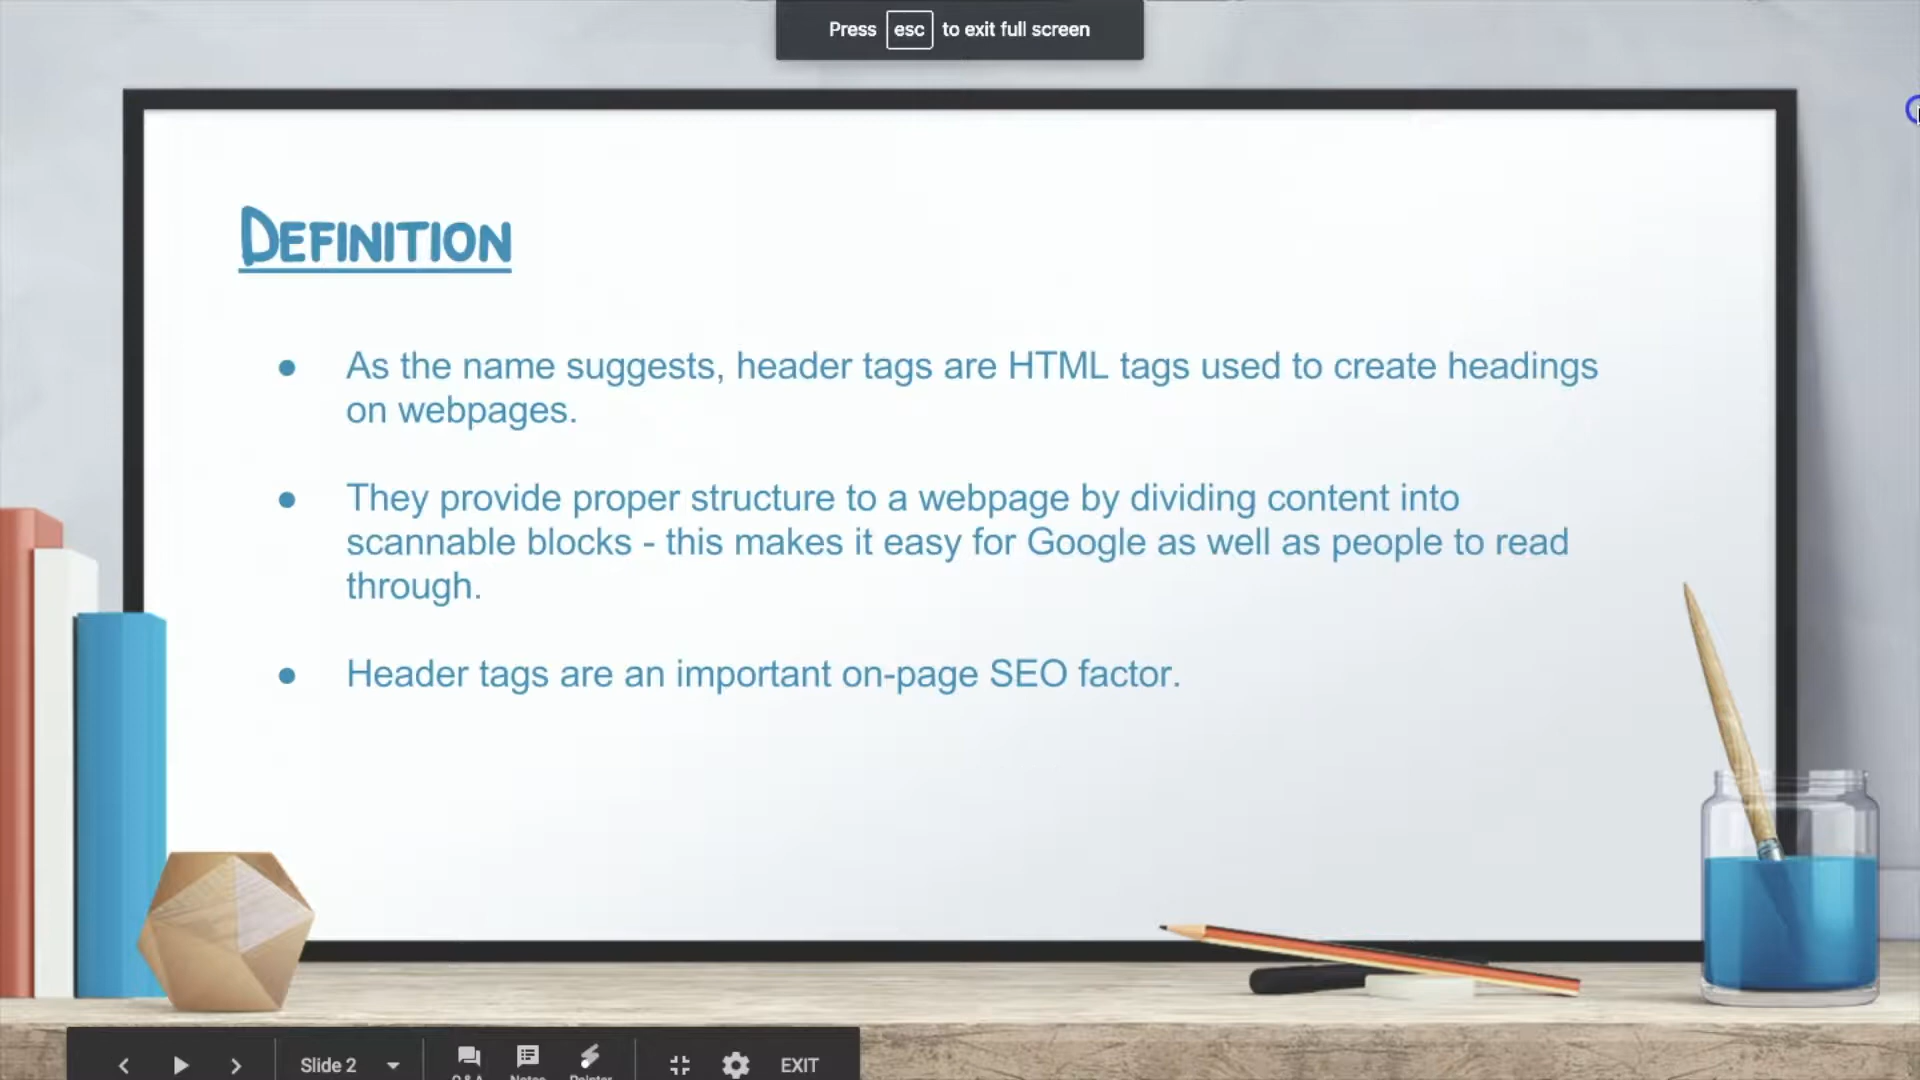 Press esc to exit full screen
DEFINITION
● As the name suggests, header tags are HTML tags used to create headings
on webpages.
● They provide proper structure to a webpage by dividing content into
scannable blocks - this makes it easy for Google as well as people to read
through.
● Header tags are an important on-page SEO factor.
Slide 2
EXIT